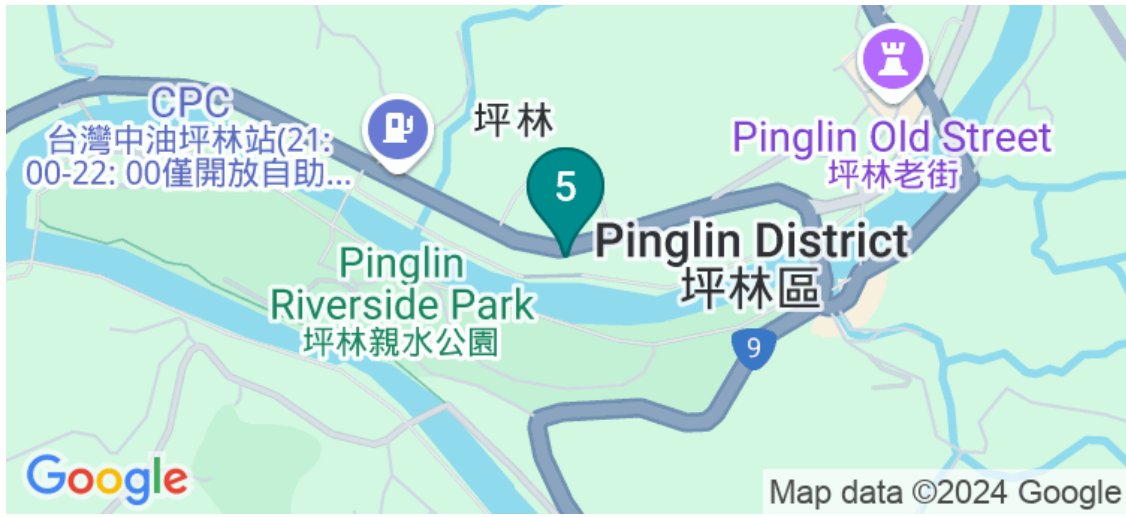 CPC
台灣中油坪林站(21:
00-22: 00僅開放自助...
坪林
5
Pinglin Old Street
坪林老街
Pinglin District
坪林區
Pinglin
Riverside Park
坪林親水公園
9
Google
Map data ©2024 Google